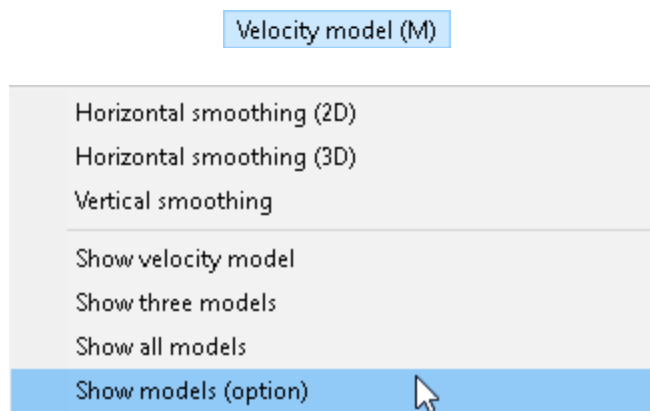 Velocity model (M)
Horizontal smoothing (2D)
Horizontal smoothing (3D)
Vertical smoothing
Show velocity model
Show three models
Show all models
Show models (option)